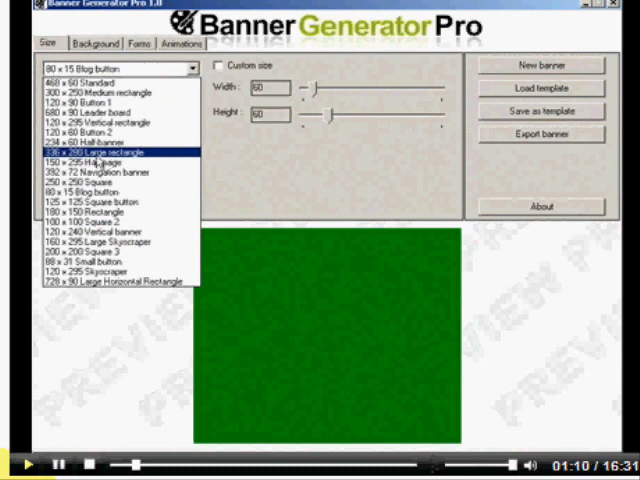 Banner Generator Pro 1.0
Banner Generator Pro
Size Background Forms Animations
80 x 15 Blog button
468 x 60 Standard
300 x 250 Medium rectangle
120 x 90 Button 1
680 x 90 Leader board
120 x 295 Vertical rectangle
120 x 60 Button 2
234 x 60 Half-banner
336 x 280 Large rectangle
150 x 295 Half page
392 x 72 Navigation banner
250 x 250 Square
80 x 15 Blog button
125 x 125 Square button
180 x 150 Rectangle
100 x 100 Square 2
120 x 240 Vertical banner
160 x 295 Large Skyscraper
200 x 200 Square 3
88 x 31 Small button
120 x 295 Skyscraper
728 x 90 Large Horizontal Rectangle
Custom size
Width: 60
Height: 60
New banner
Load template
Save as template
Export banner
About
PREVIEW
PREVIEW
PREVIEW
01:10 / 16:31